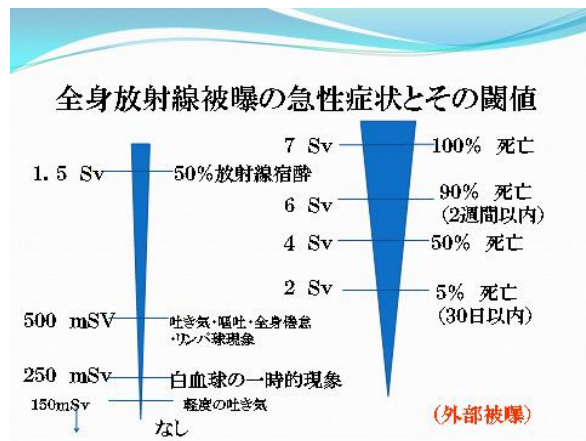 全身放射線被曝の急性症状とその閾値
1.5 Sv 50%放射線宿酔
500 mSV 吐き気・嘔吐・全身倦怠
・リンパ球現象
250 mSv 白血球の一時的現象
150mSv 軽度の吐き気
なし
7 Sv 100% 死亡
6 Sv 90% 死亡
(2週間以内)
4 Sv 50% 死亡
2 Sv 5% 死亡
(30日以内)
(外部被曝)